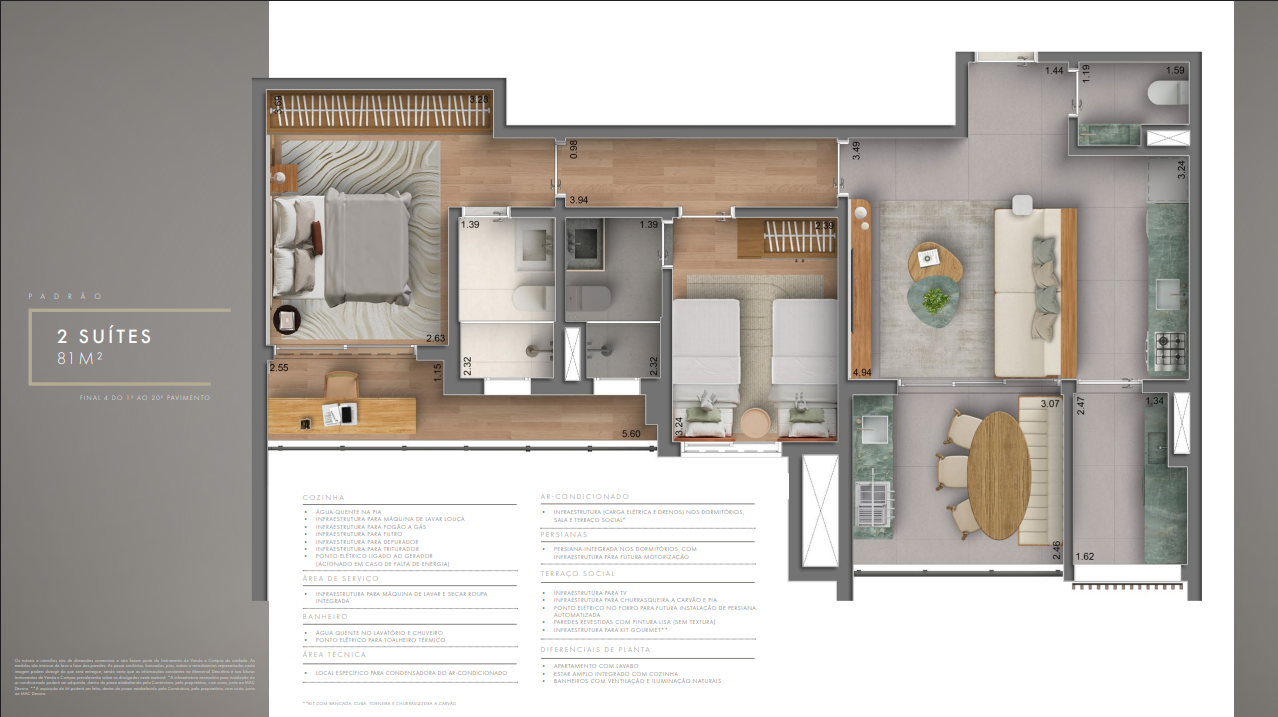 PADRÃO
2 SUÍTES
81M²
FINAL 4 DO 1º AO 20º PAVIMENTO
3.28
0.98
3.94
1.39
1.39
2.39
2.63
2.32
2.32
2.55
1.15
5.60
3.24
1.44
1.19
1.59
3.49
3.24
4.94
3.07
2.47
1.34
2.46
1.62
COZINHA
• ÁGUA QUENTE NA PIA
• INFRAESTRUTURA PARA MÁQUINA DE LAVAR LOUÇA
• INFRAESTRUTURA PARA FOGÃO A GÁS
• INFRAESTRUTURA PARA FILTRO
• INFRAESTRUTURA PARA DEPURADOR
• INFRAESTRUTURA PARA TRITURADOR
• PONTO ELÉTRICO LIGADO AO GERADOR
(ACIONADO EM CASO DE FALTA DE ENERGIA)
ÁREA DE SERVIÇO
• INFRAESTRUTURA PARA MÁQUINA DE LAVAR E SECAR ROUPA
INTEGRADA
BANHEIRO
• ÁGUA QUENTE NO LAVATÓRIO E CHUVEIRO
• PONTO ELÉTRICO PARA TOALHEIRO TÉRMICO
ÁREA TÉCNICA
• LOCAL ESPECÍFICO PARA CONDENSADORA DO AR-CONDICIONADO
AR-CONDICIONADO
• INFRAESTRUTURA (CARGA ELÉTRICA E DRENOS) NOS DORMITÓRIOS,
SALA E TERRAÇO SOCIAL*
PERSIANAS
• PERSIANA INTEGRADA NOS DORMITÓRIOS, COM
INFRAESTRUTURA PARA FUTURA MOTORIZAÇÃO
TERRAÇO SOCIAL
• INFRAESTRUTURA PARA TV
• INFRAESTRUTURA PARA CHURRASQUEIRA A CARVÃO E PIA
• PONTO ELÉTRICO NO FORRO PARA FUTURA INSTALAÇÃO DE PERSIANA
AUTOMATIZADA
• PAREDES REVESTIDAS COM PINTURA LISA (SEM TEXTURA)
• INFRAESTRUTURA PARA KIT GOURMET**
DIFERENCIAIS DE PLANTA
• APARTAMENTO COM LAVABO
• ESTAR AMPLO INTEGRADO COM COZINHA
• BANHEIROS COM VENTILAÇÃO E ILUMINAÇÃO NATURAIS
**KIT COM BANCADA, CUBA, TORNEIRA E CHURRASQUEIRA A CARVÃO